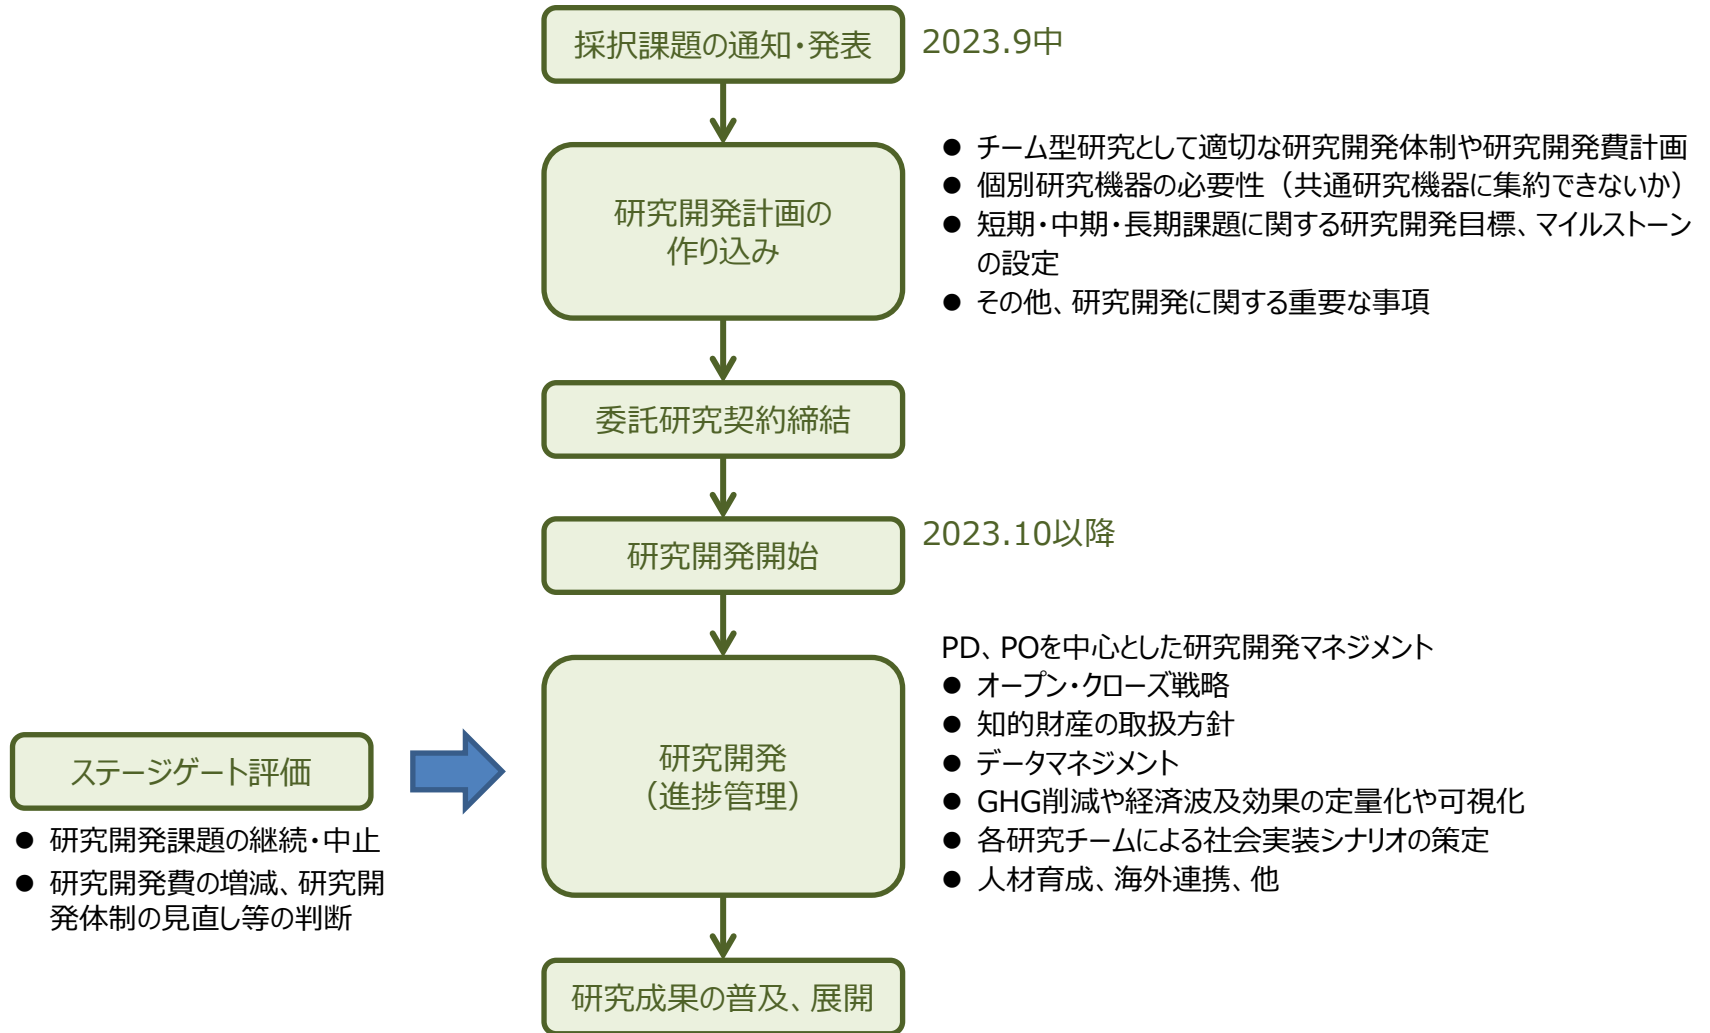 採択課題の通知・発表
2023.9中
研究開発計画の
作り込み
● チーム型研究として適切な研究開発体制や研究開発費計画
● 個別研究機器の必要性（共通研究機器に集約できないか）
● 短期・中期・長期課題に関する研究開発目標、マイルストーン
の設定
● その他、研究開発に関する重要な事項
委託研究契約締結
研究開発開始
2023.10以降
ステージゲート評価
● 研究開発課題の継続・中止
● 研究開発費の増減、研究開
発体制の見直し等の判断
研究開発
（進捗管理）
PD、POを中心とした研究開発マネジメント
● オープン・クローズ戦略
● 知的財産の取扱方針
● データマネジメント
● GHG削減や経済波及効果の定量化や可視化
● 各研究チームによる社会実装シナリオの策定
● 人材育成、海外連携、他
研究成果の普及、展開